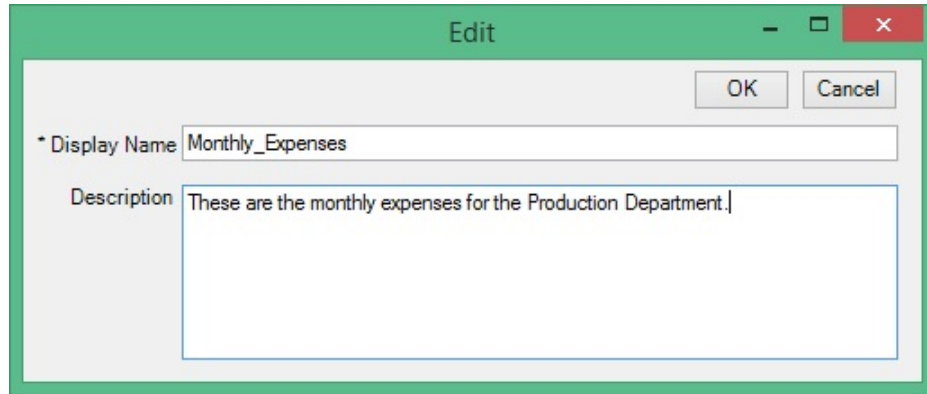 Edit
OK Cancel
* Display Name Monthly_Expenses
Description These are the monthly expenses for the Production Department.